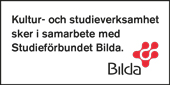 Kultur- och studieverksamhet
sker i samarbete med
Studieförbundet Bilda.
Bilda